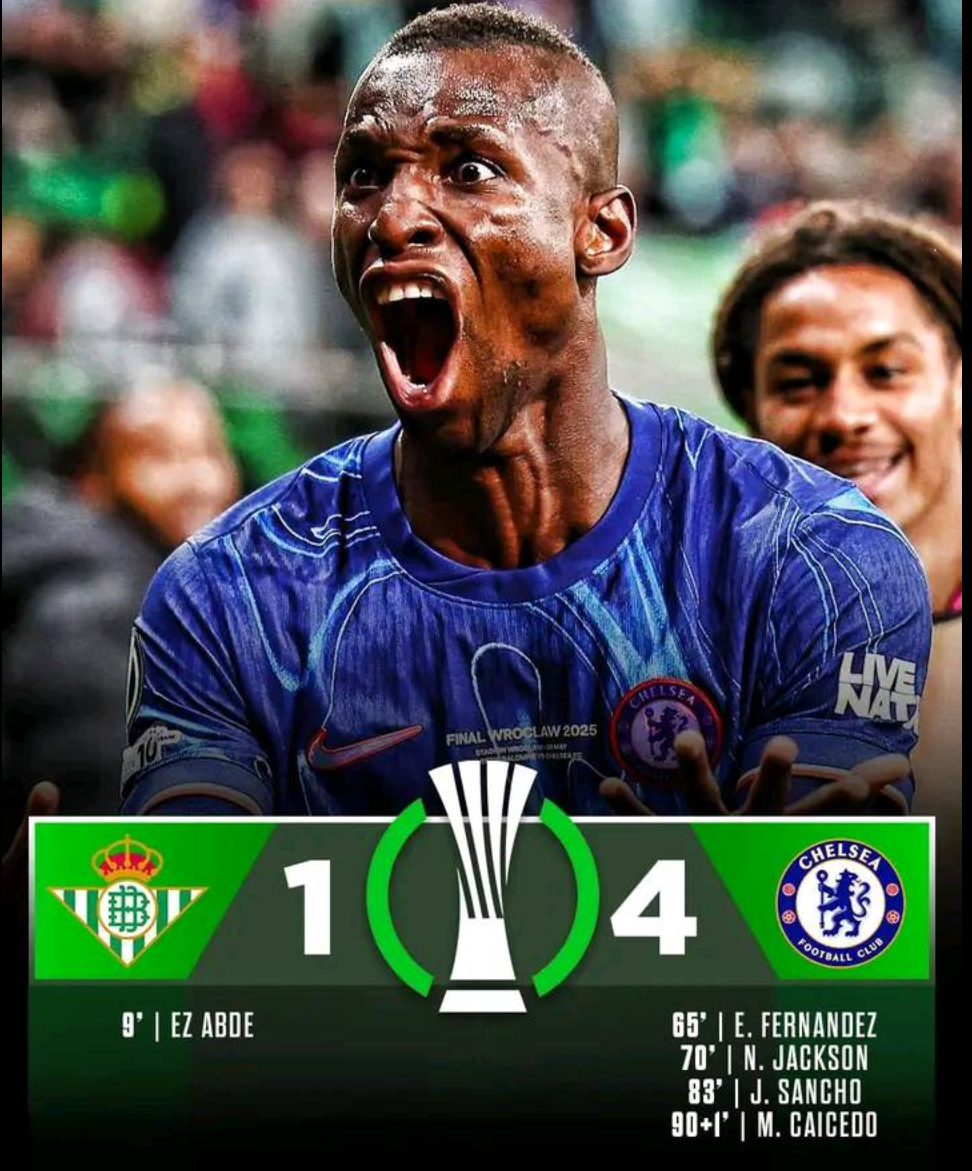 LIVE
NAT
FINAL WROCLAW 2025
CHELSEA
1
4
CHELSEA
FOOTBALL CLUB
9' | EZ ABDE
65' | E. FERNANDEZ
70' | N. JACKSON
83' | J. SANCHO
90+1' | M. CAICEDO